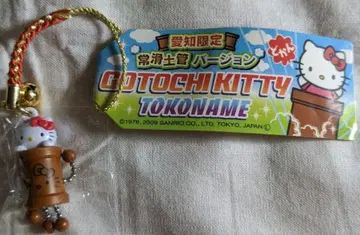 愛知限定
常滑土管バージョン
どかん
GOTOCHI KITTY
TOKONAME
©1976, 2009 SANRIO CO., LTD. TOKYO, JAPAN Ⓛ